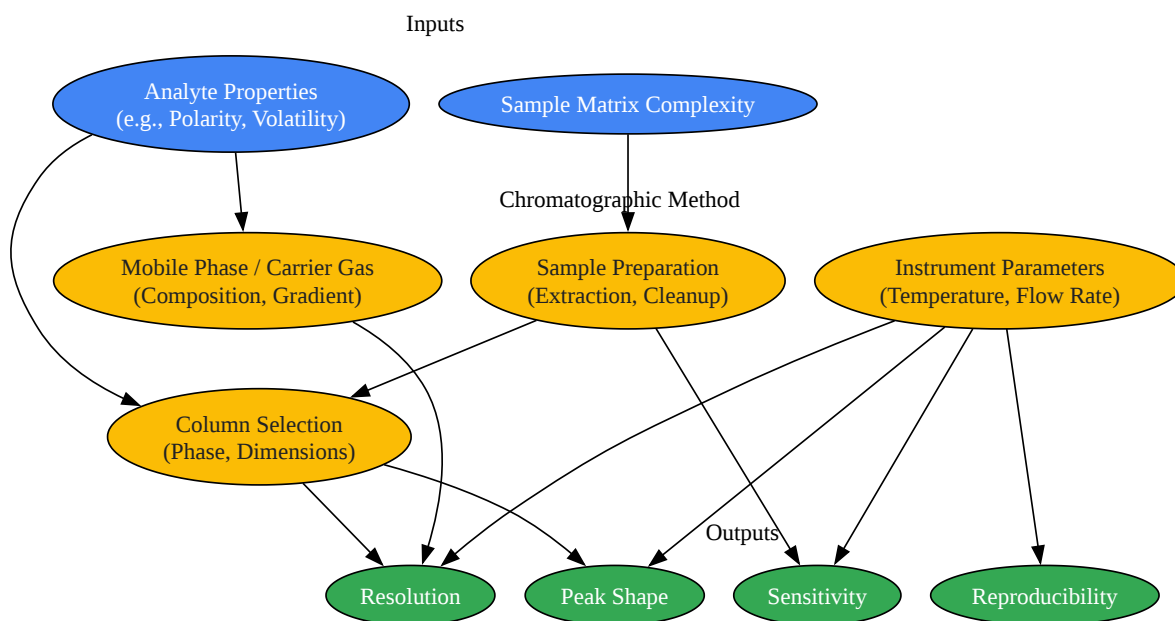 Inputs
Analyte Properties
(e.g., Polarity, Volatility)
Sample Matrix Complexity
Chromatographic Method
Mobile Phase / Carrier Gas
(Composition, Gradient)
Sample Preparation
(Extraction, Cleanup)
Instrument Parameters
(Temperature, Flow Rate)
Column Selection
(Phase, Dimensions)
Outputs
Resolution
Peak Shape
Sensitivity
Reproducibility